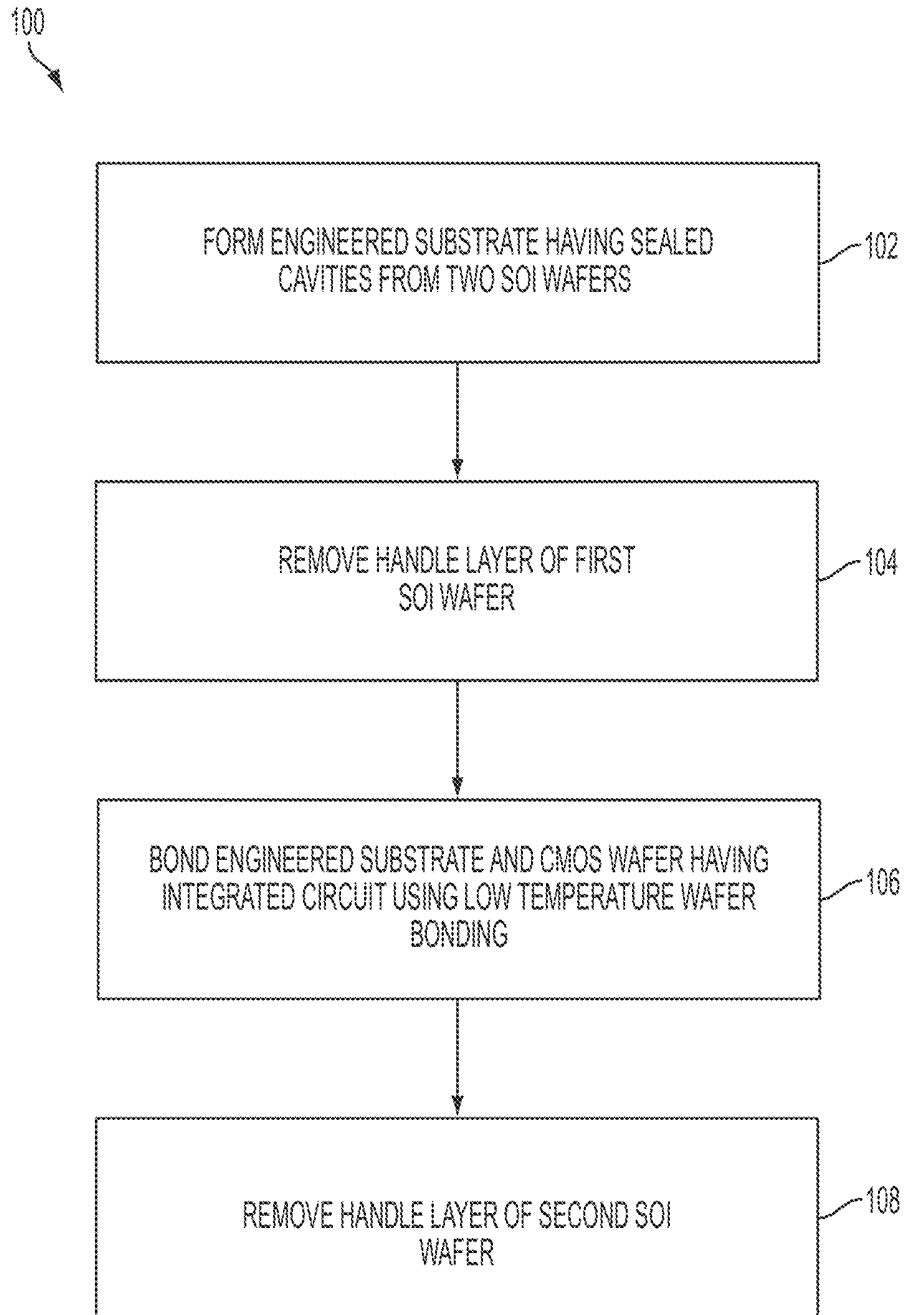 100
FORM ENGINEERED SUBSTRATE HAVING SEALED
CAVITIES FROM TWO SOI WAFERS
102
REMOVE HANDLE LAYER OF FIRST
SOI WAFER
104
BOND ENGINEERED SUBSTRATE AND CMOS WAFER HAVING
INTEGRATED CIRCUIT USING LOW TEMPERATURE WAFER
BONDING
106
REMOVE HANDLE LAYER OF SECOND SOI
WAFER
108